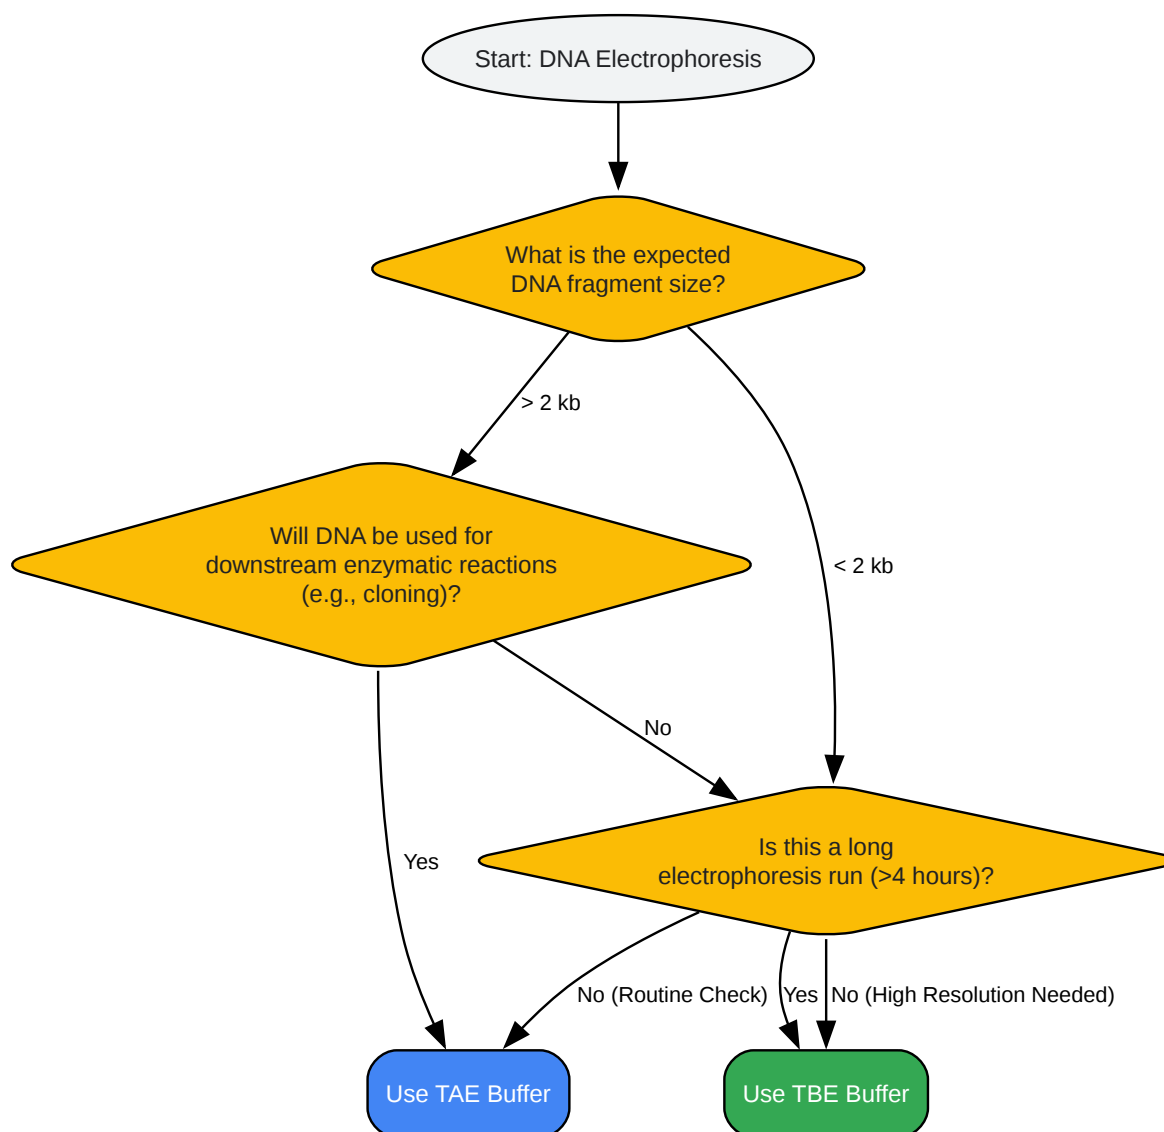 Start: DNA Electrophoresis
What is the expected
DNA fragment size?
> 2 kb
Will DNA be used for
downstream enzymatic reactions
(e.g., cloning)?
< 2 kb
No
Is this a long
electrophoresis run (>4 hours)?
Yes
No (Routine Check)
Yes
No (High Resolution Needed)
Use TAE Buffer
Use TBE Buffer